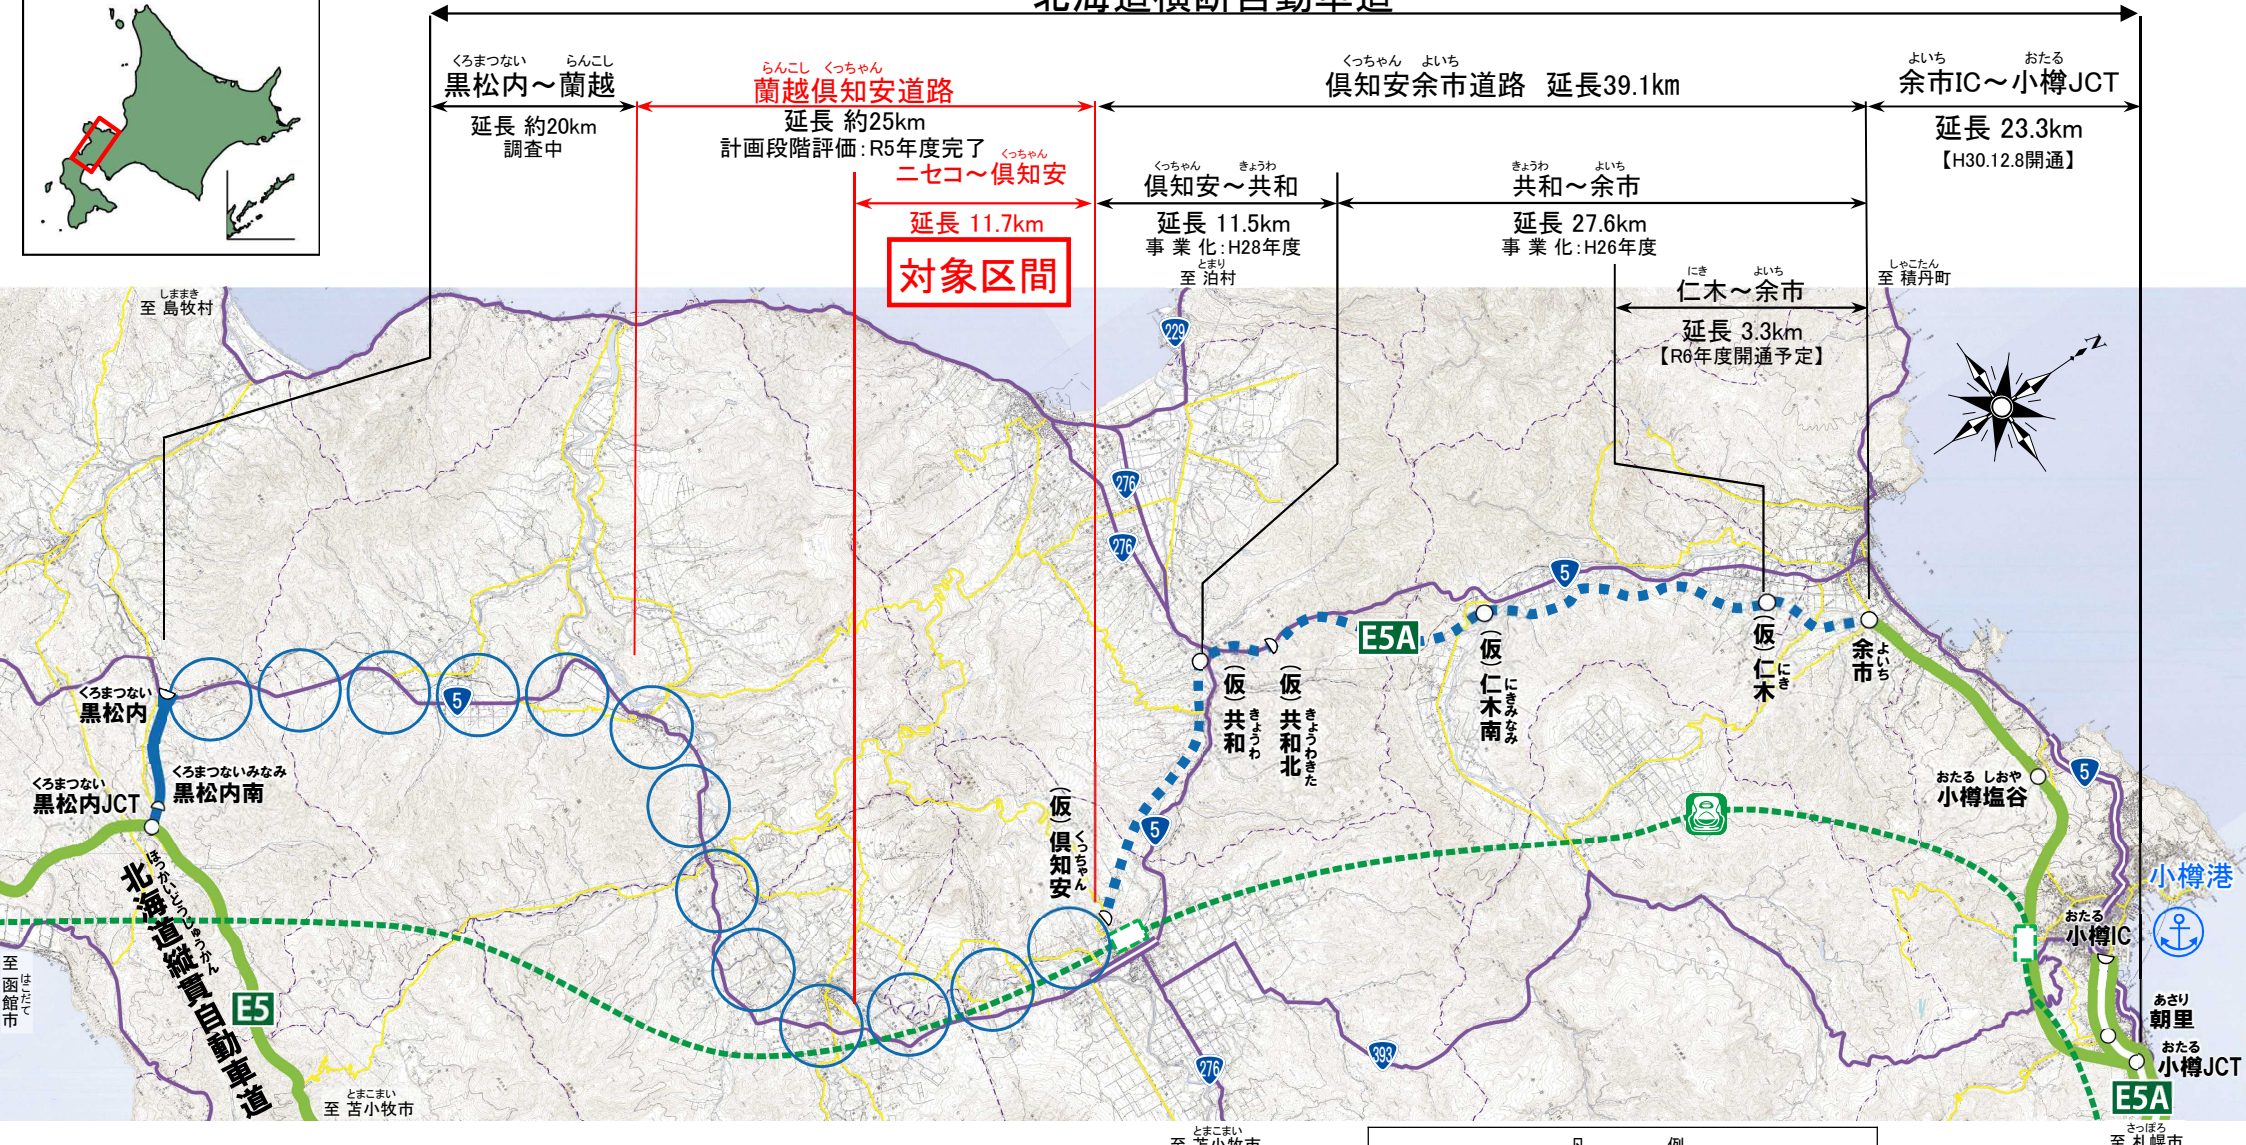 北海道横断自動車道
くろまつない らんこし
黒松内～蘭越
延長 約20km
調査中
らんこし くっちゃん
蘭越倶知安道路
延長 約25km
計画段階評価:R5年度完了
くっちゃん
ニセコ～倶知安
延長 11.7km
対象区間
くっちゃん よいち
倶知安余市道路 延長39.1km
くっちゃん きょうわ
倶知安～共和
延長 11.5km
事業化:H28年度
きょうわ よいち
共和～余市
延長 27.6km
事業化:H26年度
にき よいち
仁木～余市
延長 3.3km
【R6年度開通予定】
よいち おたる
余市IC～小樽JCT
延長 23.3km
【H30.12.8開通】
しままき
至 島牧村
とまり
至 泊村
しゃこたん
至 積丹町
229
N
276
276
5
E5A
くろまつない
黒松内
5
くろまつないみなみ
黒松内南
くろまつない
黒松内JCT
(仮)共和
きょうわ
(仮)共和北
きょうわきた
(仮)仁木南
にきみなみ
(仮)仁木
にき
余市
よいち
おたる しおや
小樽塩谷
5
(仮)倶知安
くっちゃん
5
北海道縦貫自動車道
ほっかいどうじゅうかん
E5
至 函館市
はこだて
小樽港
おたる
小樽IC
あさり
朝里
おたる
小樽JCT
E5A
276
393
とまこまい
至 苫小牧市
とまこまい
至 苫小牧市
凡 例
さっぽろ
至 札幌市